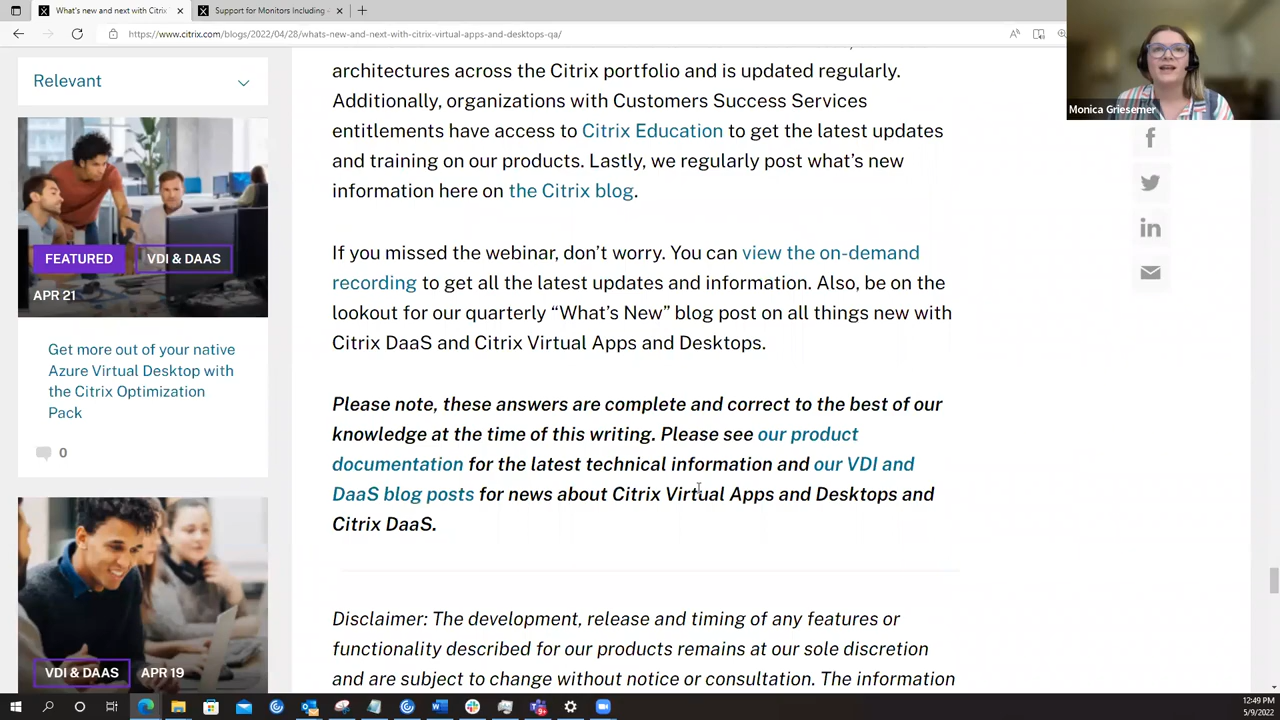 What's new and next with Citrix
Support for Monitors Including -
https://www.citrix.com/blogs/2022/04/28/whats-new-and-next-with-citrix-virtual-apps-and-desktops-qa/
Monica Griesemer
Relevant
FEATURED
VDI & DAAS
APR 21
Get more out of your native
Azure Virtual Desktop with
the Citrix Optimization
Pack
0
VDI & DAAS
APR 19
architectures across the Citrix portfolio and is updated regularly.
Additionally, organizations with Customers Success Services
entitlements have access to Citrix Education to get the latest updates
and training on our products. Lastly, we regularly post what's new
information here on the Citrix blog.
If you missed the webinar, don't worry. You can view the on-demand
recording to get all the latest updates and information. Also, be on the
lookout for our quarterly “What's New” blog post on all things new with
Citrix DaaS and Citrix Virtual Apps and Desktops.
Please note, these answers are complete and correct to the best of our
knowledge at the time of this writing. Please see our product
documentation for the latest technical information and our VDI and
DaaS blog posts for news about Citrix Virtual Apps and Desktops and
Citrix DaaS.
Disclaimer: The development, release and timing of any features or
functionality described for our products remains at our sole discretion
and are subject to change without notice or consultation. The information
12:49 PM
5/9/2022